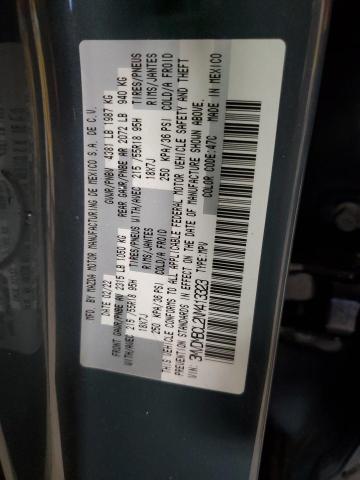 MFD. BY MAZDA MOTOR MANUFACTURING DE MEXICO S.A. DE C.V.
DATE: 02/22 GVWR/PNBV 4381 LB 1987 KG
FRONT GAWR/PNBE AV 2315 LB 1050 KG REAR GAWR/PNBE AR 2072 LB 940 KG
WITH/AVEC 215/55R18 95H TIRES/PNEUS WITH/AVEC 215/55R18 95H TIRES/PNEUS
18X7J RIMS/JANTES 18X7J RIMS/JANTES
250 KPA/36 PSI COLD/A FROID 250 KPA/36 PSI COLD/A FROID
THIS VEHICLE CONFORMS TO ALL APPLICABLE FEDERAL MOTOR VEHICLE SAFETY AND THEFT
PREVENTION STANDARDS IN EFFECT ON THE DATE OF MANUFACTURE SHOWN ABOVE.
COLOR CODE:47C MADE IN MEXICO
VIN: TYPE:MPV